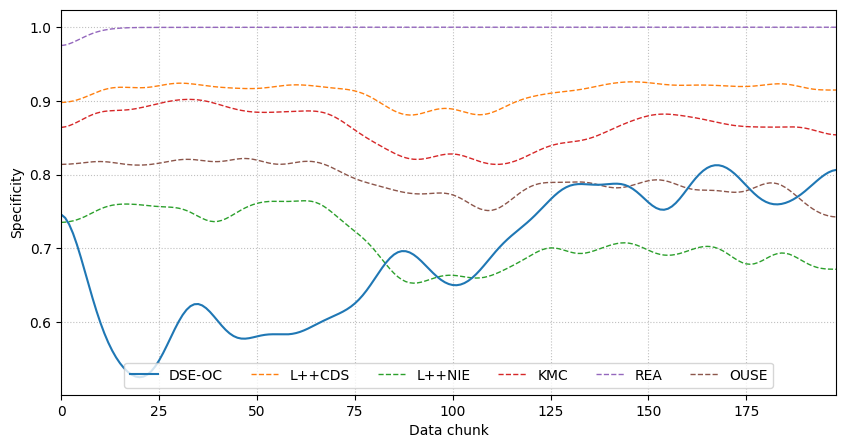 1.0
0.9
0.8
0.7
0.6
Specificity
0 25 50 75 100 125 150 175
Data chunk
DSE-OC L++CDS L++NIE KMC REA OUSE